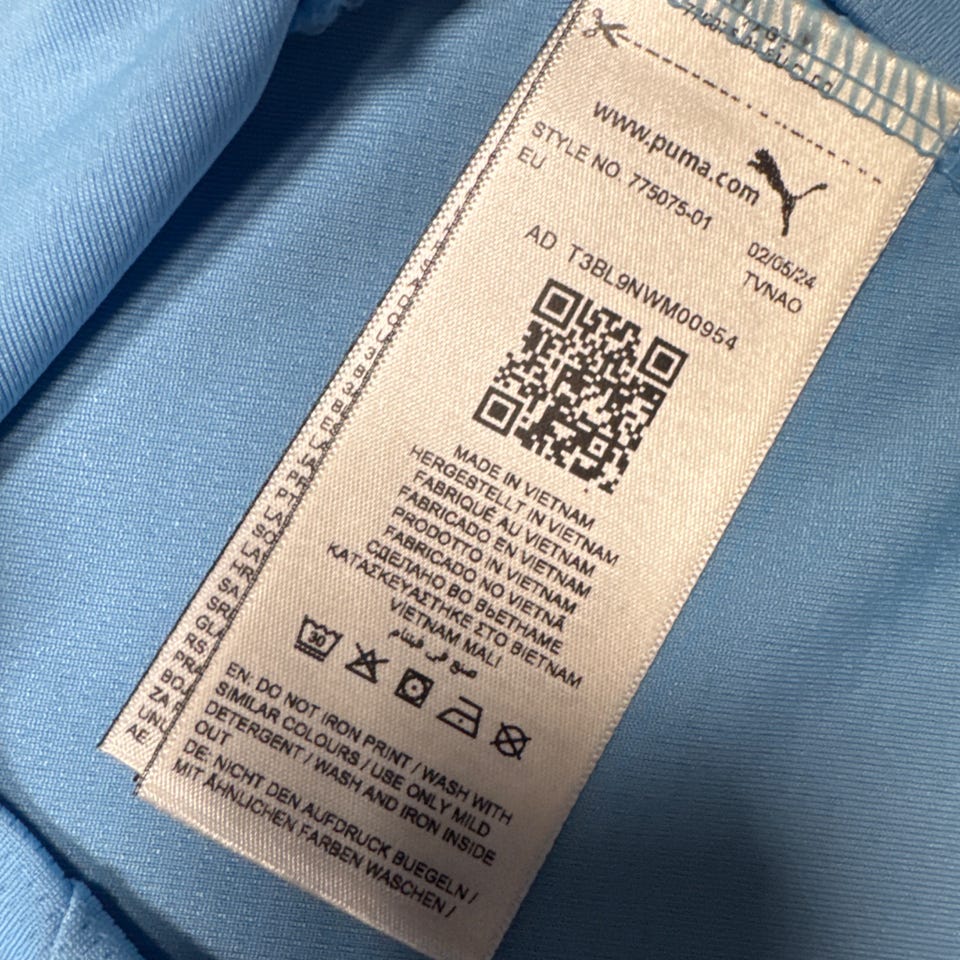 www.puma.com
STYLE NO. 775075-01
EU
02/05/24
TVNAO
AD T3BL9NWM00954
MADE IN VIETNAM
HERGESTELLT IN VIETNAM
FABRIQUÉ AU VIETNAM
FABRICADO EN VIETNAM
PRODOTTO IN VIETNAM
FABRICADO NO VIETNÃ
СДЕЛАНО ВО ВЬЕТНАМЕ
ΚΑΤΑΣΚΕΥΑΣΤΗΚΕ ΣΤΟ ΒΙΕΤΝΑΜ
VİETNAM MALI
صنع في فيتنام
30
EN: DO NOT IRON PRINT / WASH WITH
SIMILAR COLOURS / USE ONLY MILD
DETERGENT / WASH AND IRON INSIDE
OUT
DE: NICHT DEN AUFDRUCK BUEGELN /
MIT ÄHNLICHEN FARBEN WASCHEN /